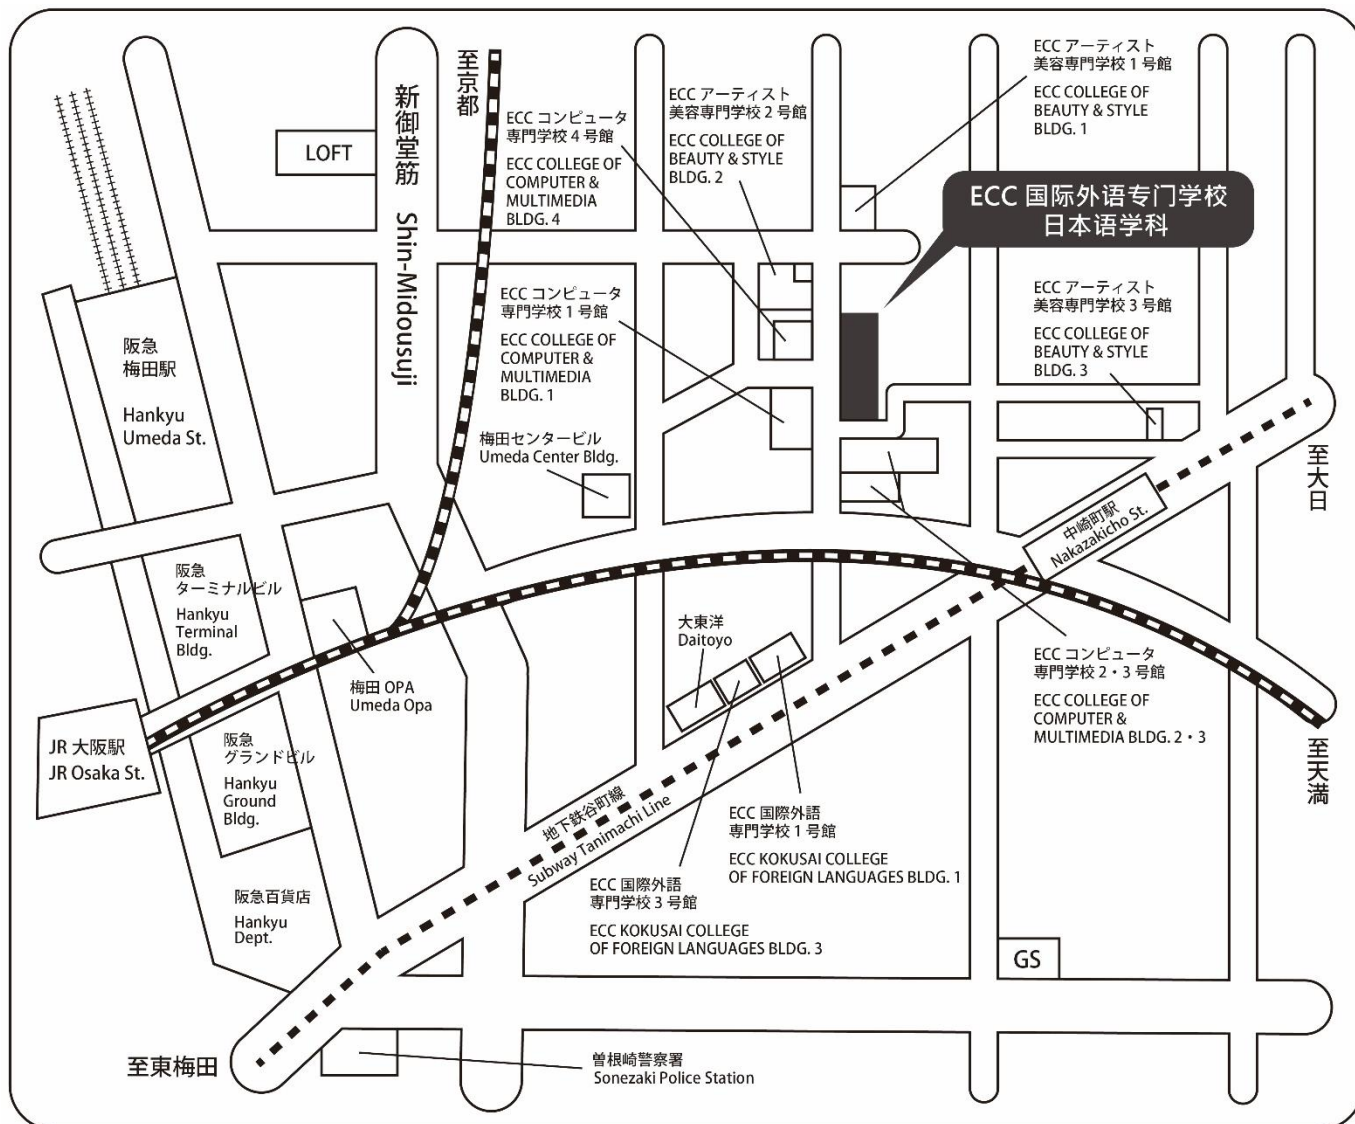 至京都
新御堂筋 Shin-Midousuji
LOFT
ECC コンピュータ
専門学校 4 号館
ECC COLLEGE OF
COMPUTER &
MULTIMEDIA
BLDG. 4
ECC アーティスト
美容専門学校 2 号館
ECC COLLEGE OF
BEAUTY & STYLE
BLDG. 2
ECC アーティスト
美容専門学校 1 号館
ECC COLLEGE OF
BEAUTY & STYLE
BLDG. 1
ECC 国际外语专门学校
日本语学科
ECC コンピュータ
専門学校 1 号館
ECC COLLEGE OF
COMPUTER &
MULTIMEDIA
BLDG. 1
ECC アーティスト
美容専門学校 3 号館
ECC COLLEGE OF
BEAUTY & STYLE
BLDG. 3
阪急
梅田駅
Hankyu
Umeda St.
梅田センタービル
Umeda Center Bldg.
至大日
中崎町駅
Nakazakicho St.
阪急
ターミナルビル
Hankyu
Terminal
Bldg.
梅田 OPA
Umeda Opa
大東洋
Daitoyo
ECC コンピュータ
専門学校 2・3 号館
ECC COLLEGE OF
COMPUTER &
MULTIMEDIA BLDG. 2・3
JR 大阪駅
JR Osaka St.
阪急
グランドビル
Hankyu
Ground
Bldg.
至天満
地下鉄谷町線
Subway Tanimachi Line
ECC 国際外語
専門学校 1 号館
ECC KOKUSAI COLLEGE
OF FOREIGN LANGUAGES BLDG. 1
ECC 国際外語
専門学校 3 号館
ECC KOKUSAI COLLEGE
OF FOREIGN LANGUAGES BLDG. 3
阪急百貨店
Hankyu
Dept.
GS
至東梅田
曽根崎警察署
Sonezaki Police Station